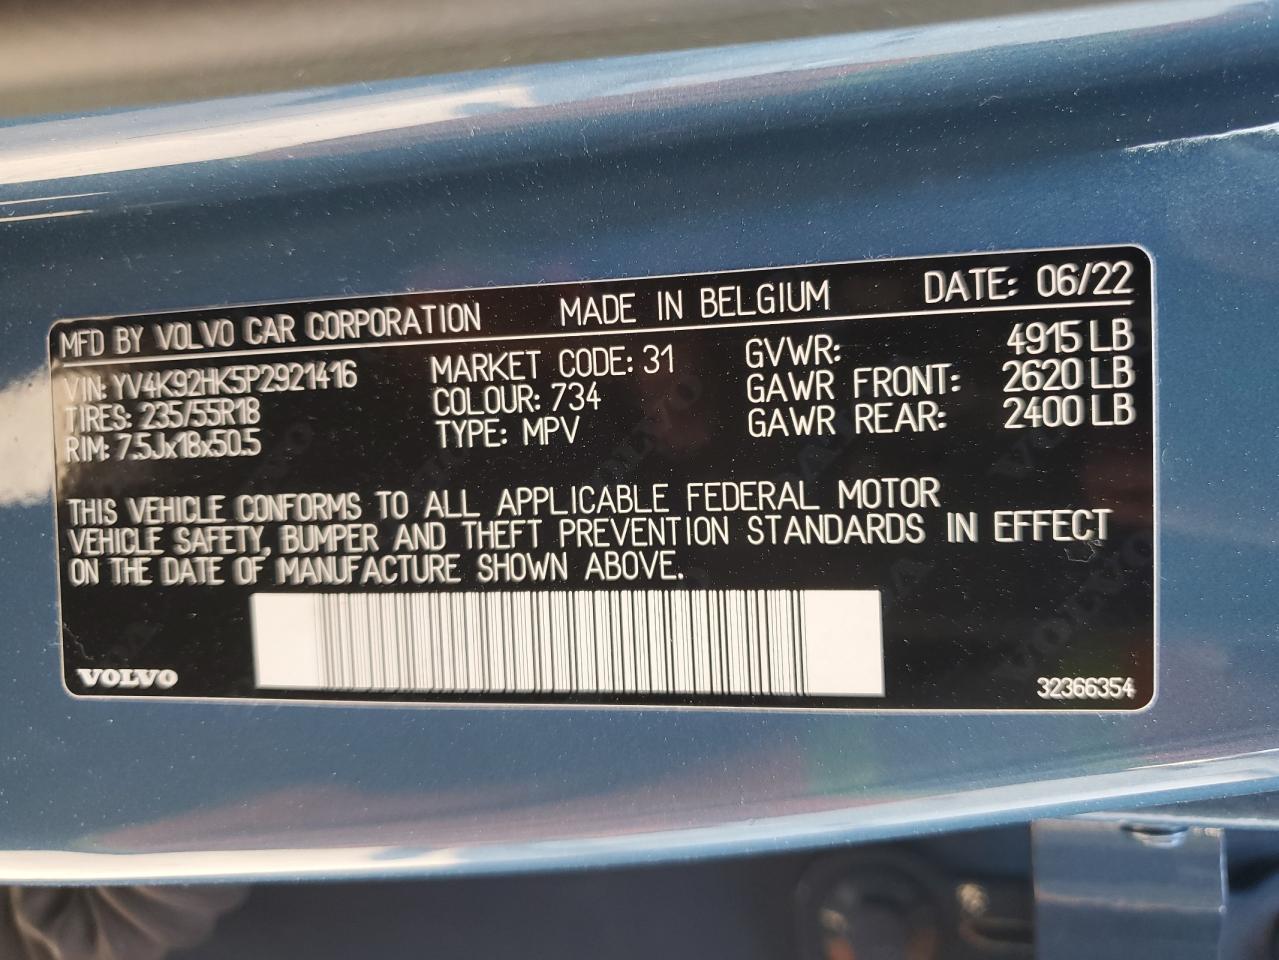 MFD BY VOLVO CAR CORPORATION MADE IN BELGIUM DATE: 06/22
VIN: YV4K92HK5P2921416 MARKET CODE: 31 GVWR: 4915 LB
TIRES: 235/55R18 COLOUR: 734 GAWR FRONT: 2620 LB
RIM: 7.5Jx18x50.5 TYPE: MPV GAWR REAR: 2400 LB
THIS VEHICLE CONFORMS TO ALL APPLICABLE FEDERAL MOTOR
VEHICLE SAFETY, BUMPER AND THEFT PREVENTION STANDARDS IN EFFECT
ON THE DATE OF MANUFACTURE SHOWN ABOVE.
VOLVO 32366354